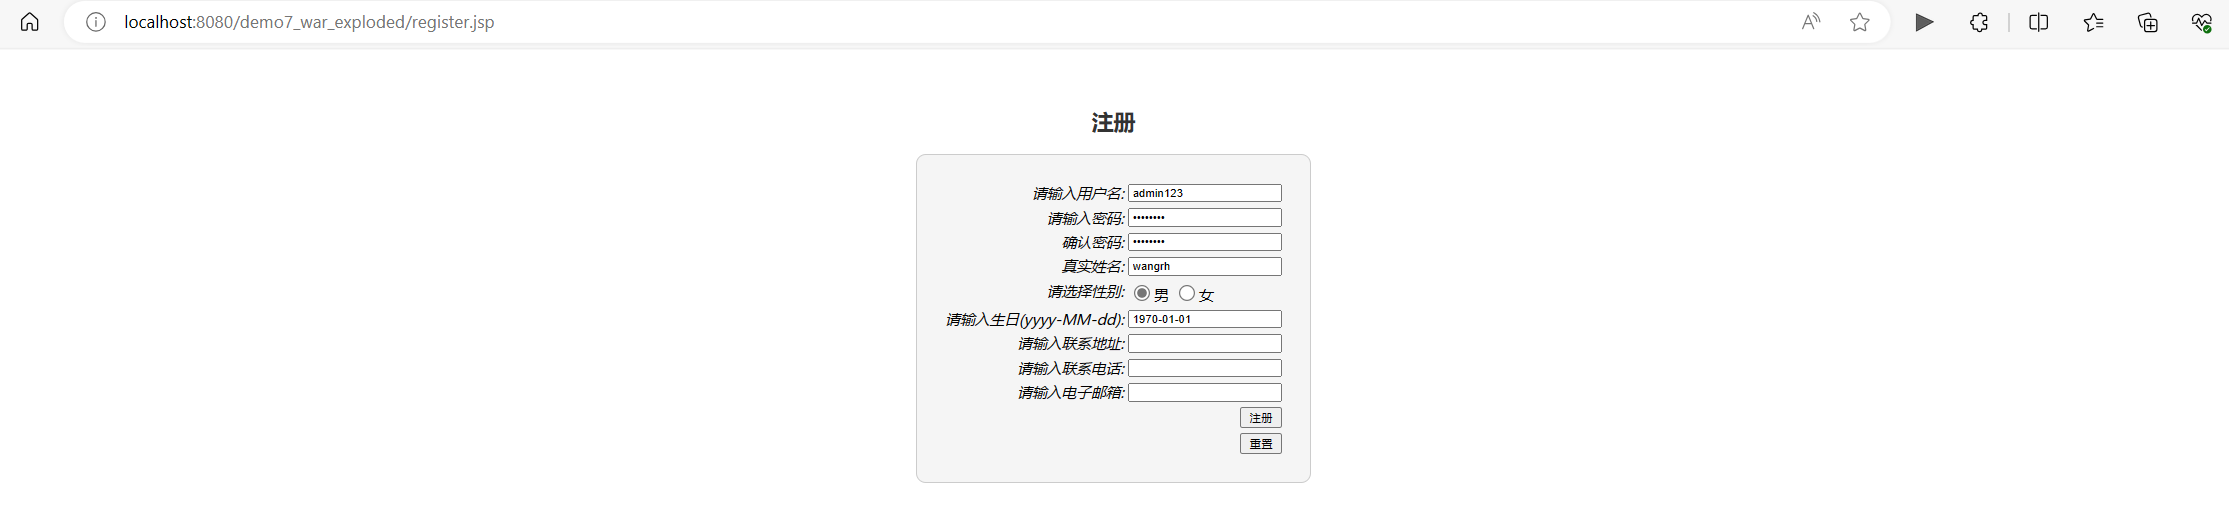 localhost:8080/demo7_war_exploded/register.jsp
注册
请输入用户名: admin123
请输入密码: ••••••••
确认密码: ••••••••
真实姓名: wangrh
请选择性别: 男 女
请输入生日(yyyy-MM-dd): 1970-01-01
请输入联系地址:
请输入联系电话:
请输入电子邮箱:
注册
重置